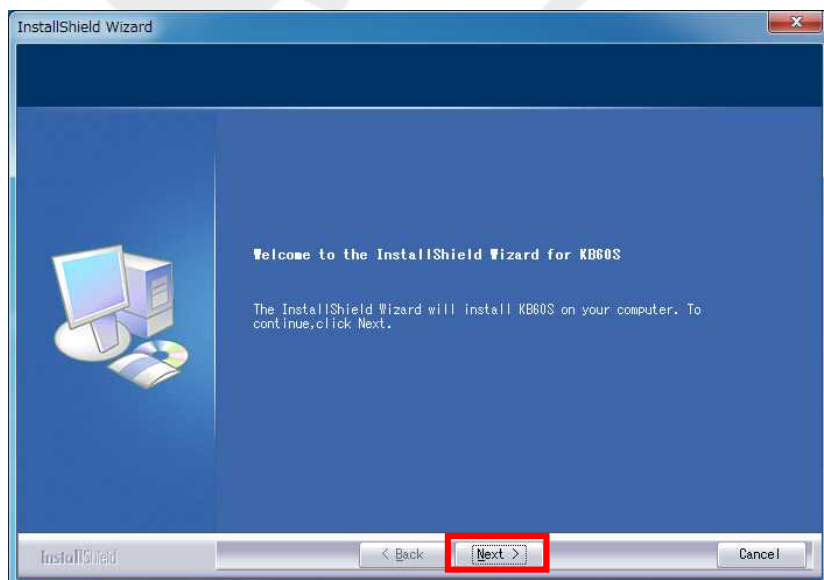 InstallShield Wizard
Welcome to the InstallShield Wizard for KB60S
The InstallShield Wizard will install KB60S on your computer. To
continue,click Next.
InstallShield
< Back
Next >
Cancel